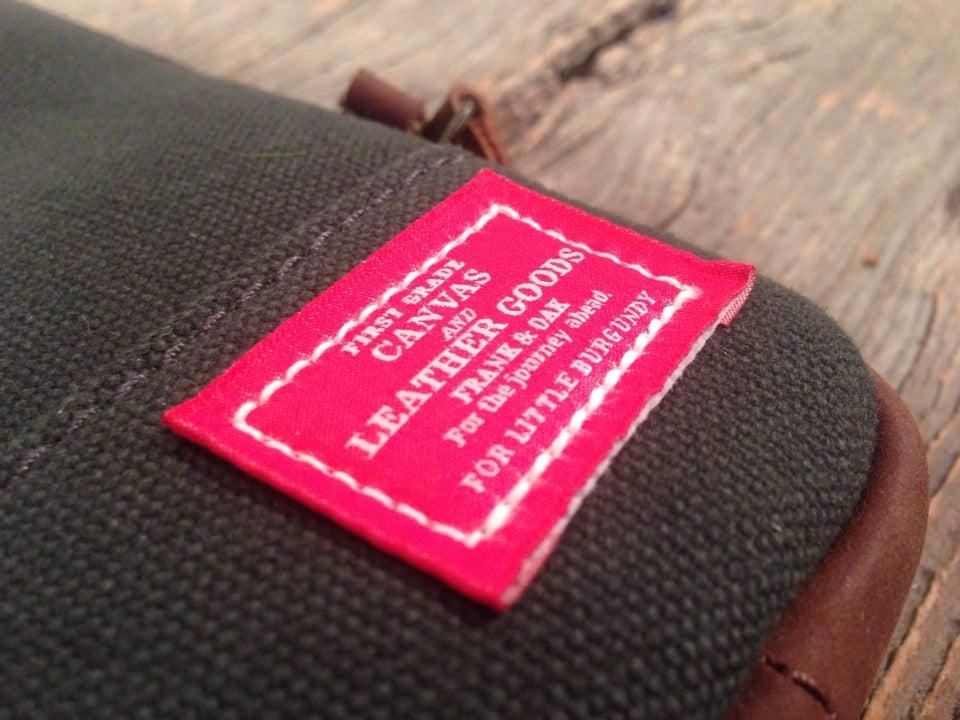 FIRST GRADE
CANVAS
AND
LEATHER GOODS
FRANK & OAK
For the journey ahead.
FOR LITTLE BURGUNDY